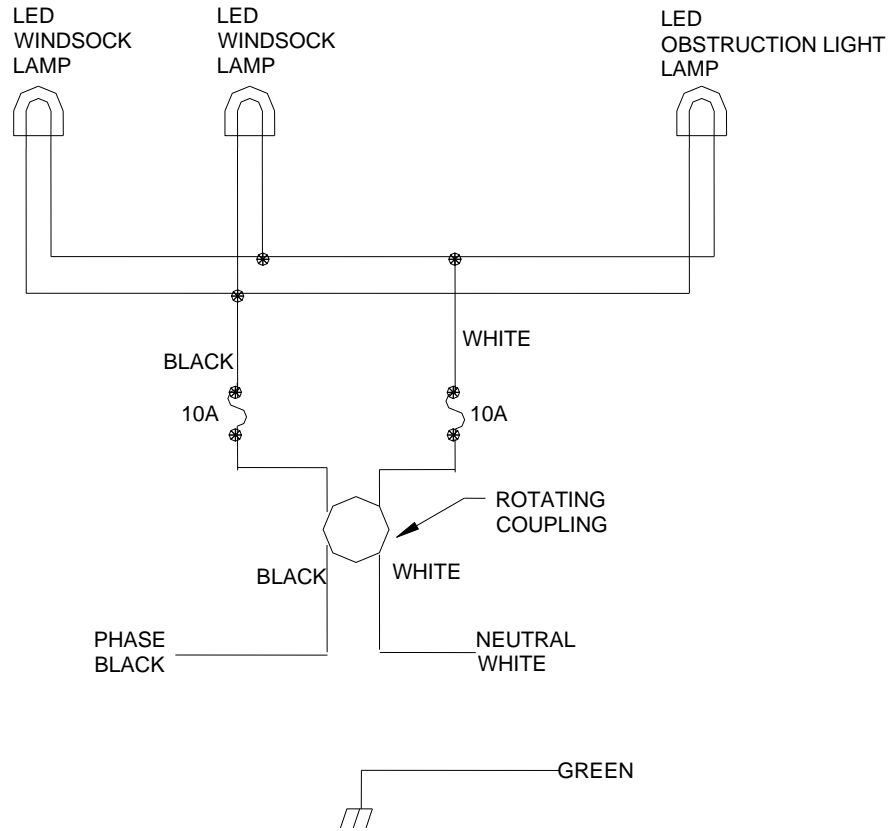 LED
WINDSOCK
LAMP
LED
WINDSOCK
LAMP
LED
OBSTRUCTION LIGHT
LAMP
WHITE
BLACK
10A
10A
ROTATING
COUPLING
BLACK
WHITE
PHASE
BLACK
NEUTRAL
WHITE
GREEN